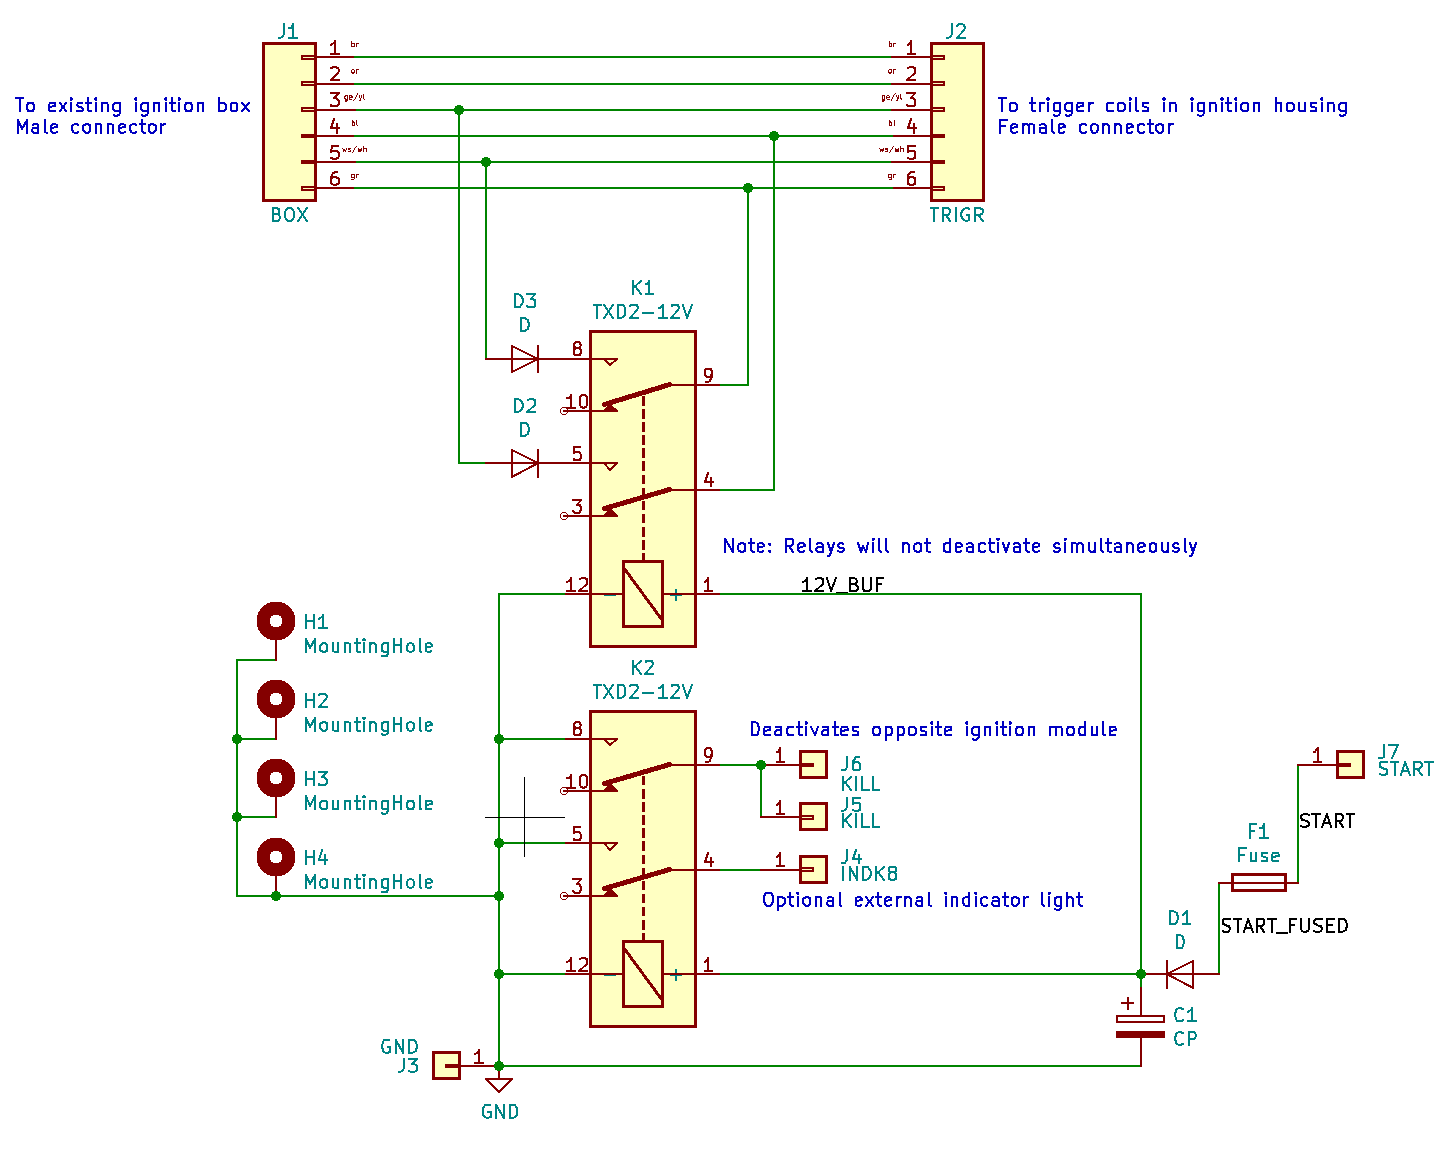 J1
1 br
2 or
3 ge/yl
4 bl
5 ws/wh
6 gr
BOX
To existing ignition box
Male connector
J2
br 1
or 2
ge/yl 3
bl 4
ws/wh 5
gr 6
TRIGR
To trigger coils in ignition housing
Female connector
K1
TXD2-12V
D3
D
8
9
10
D2
D
5
4
3
12
1
+
Note: Relays will not deactivate simultaneously
12V_BUF
H1
MountingHole
H2
MountingHole
H3
MountingHole
H4
MountingHole
K2
TXD2-12V
8
9
10
5
4
3
12
1
+
Deactivates opposite ignition module
1
J6
KILL
1
J5
KILL
1
J4
INDK8
Optional external indicator light
1
J7
START
START
F1
Fuse
START_FUSED
D1
D
+
C1
CP
GND
J3
1
GND